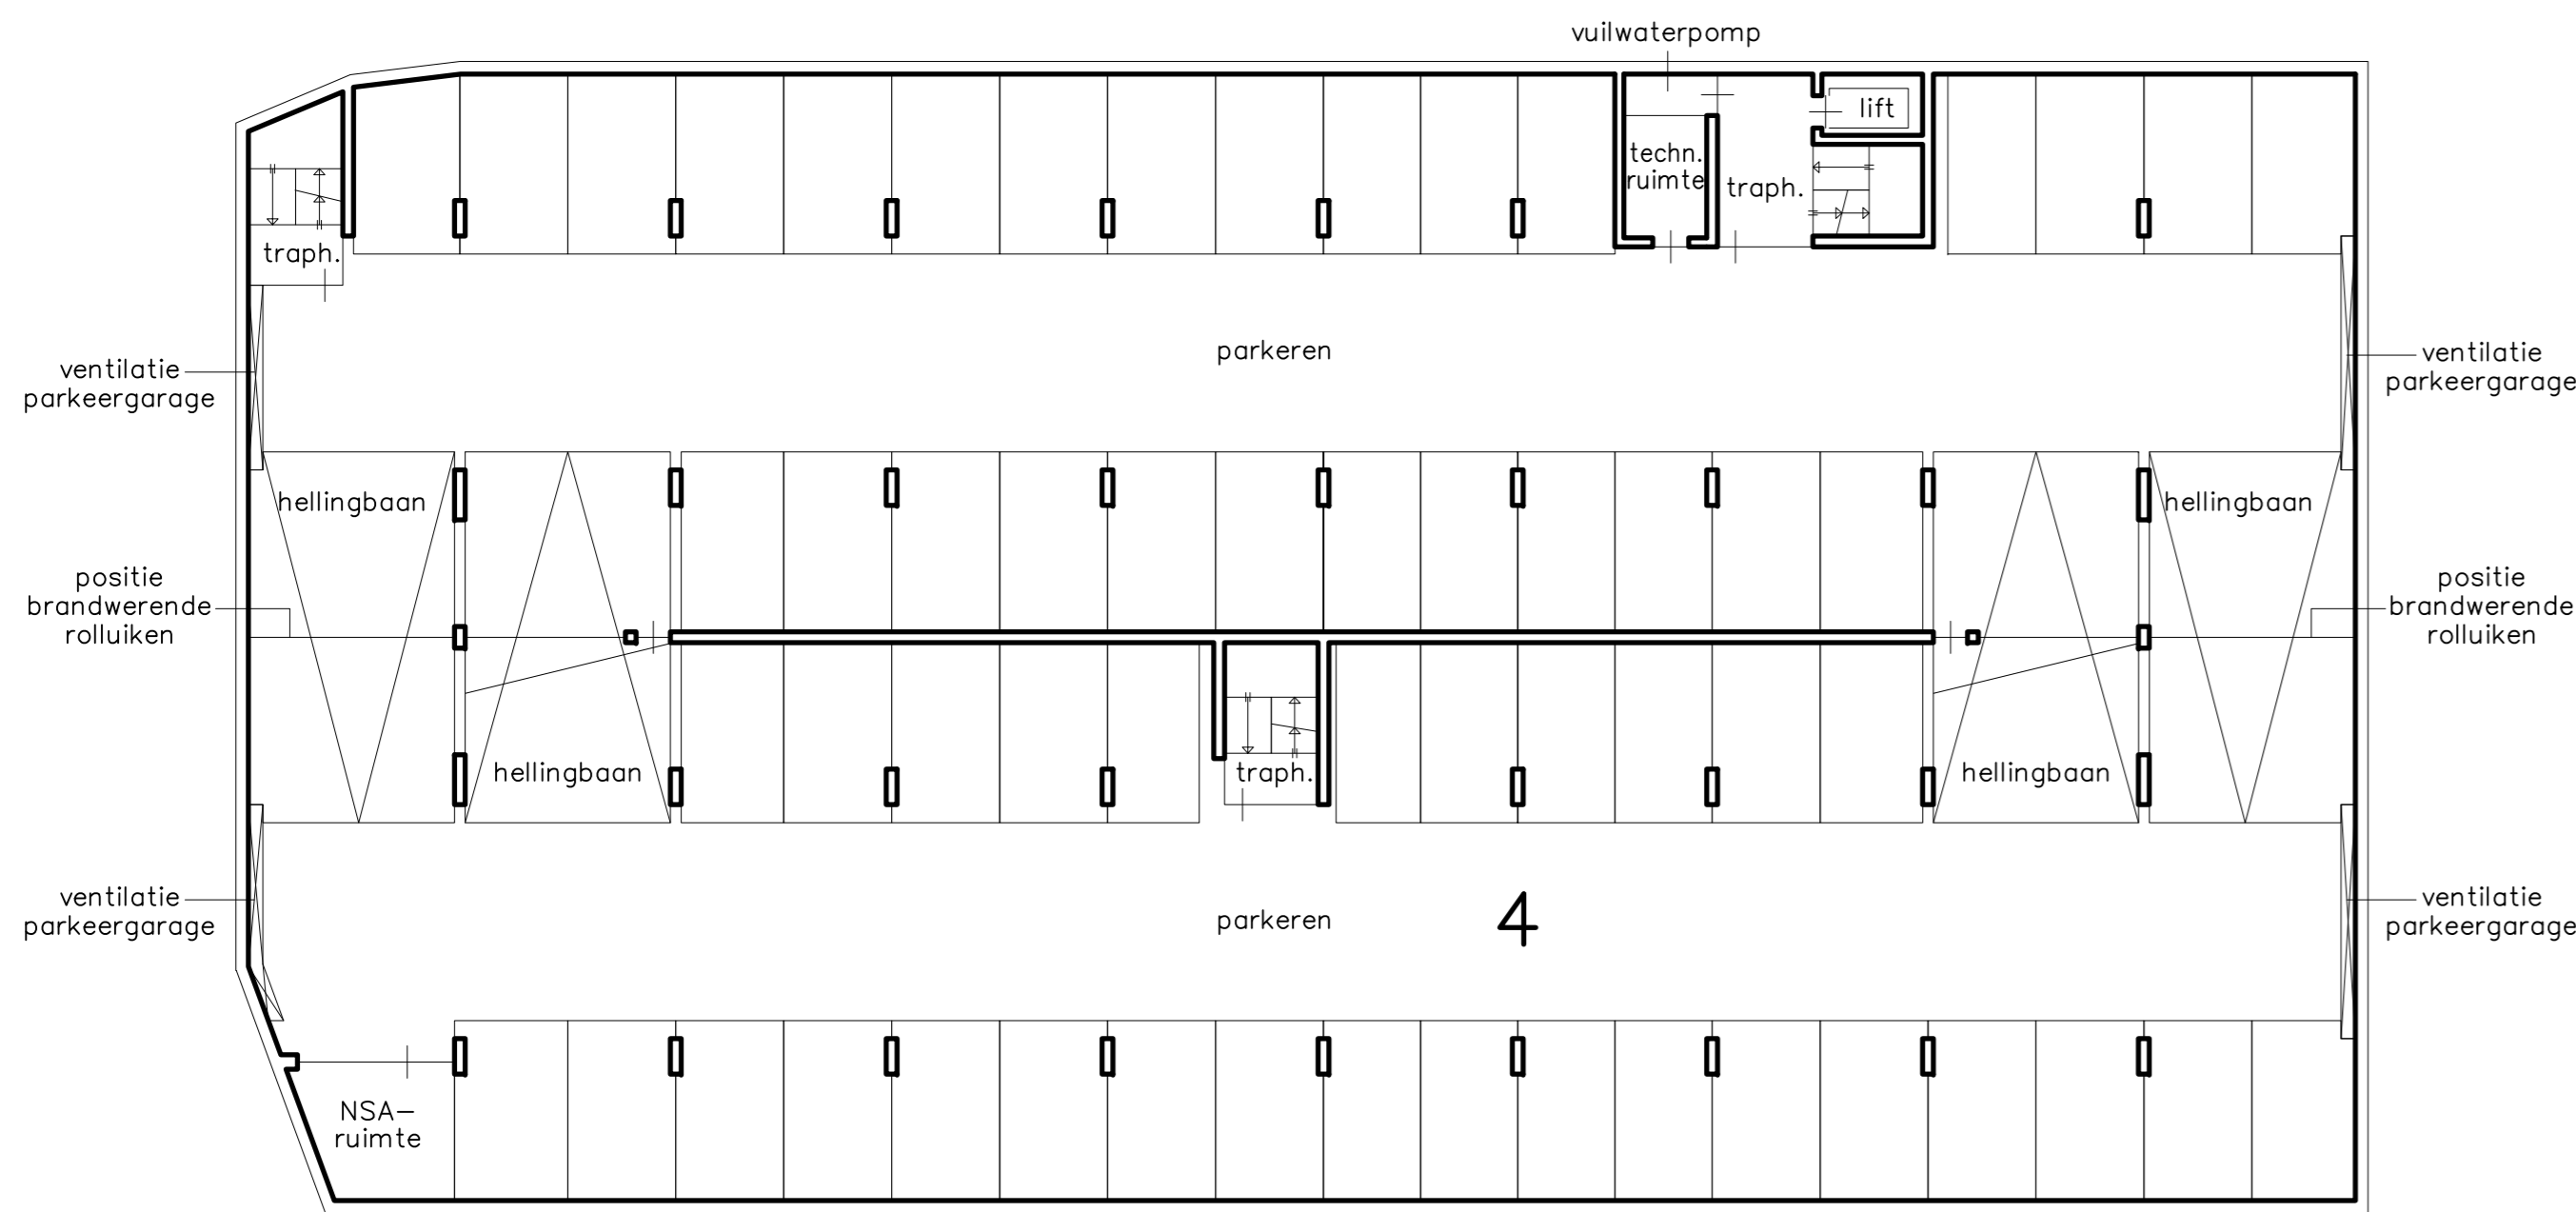 vuilwaterpomp
lift
techn.
ruimte
traph.
traph.
parkeren
ventilatie
parkeergarage
ventilatie
parkeergarage
hellingbaan
hellingbaan
positie
brandwerende
rolluiken
positie
brandwerende
rolluiken
hellingbaan
traph.
hellingbaan
ventilatie
parkeergarage
parkeren
4
ventilatie
parkeergarage
NSA-
ruimte